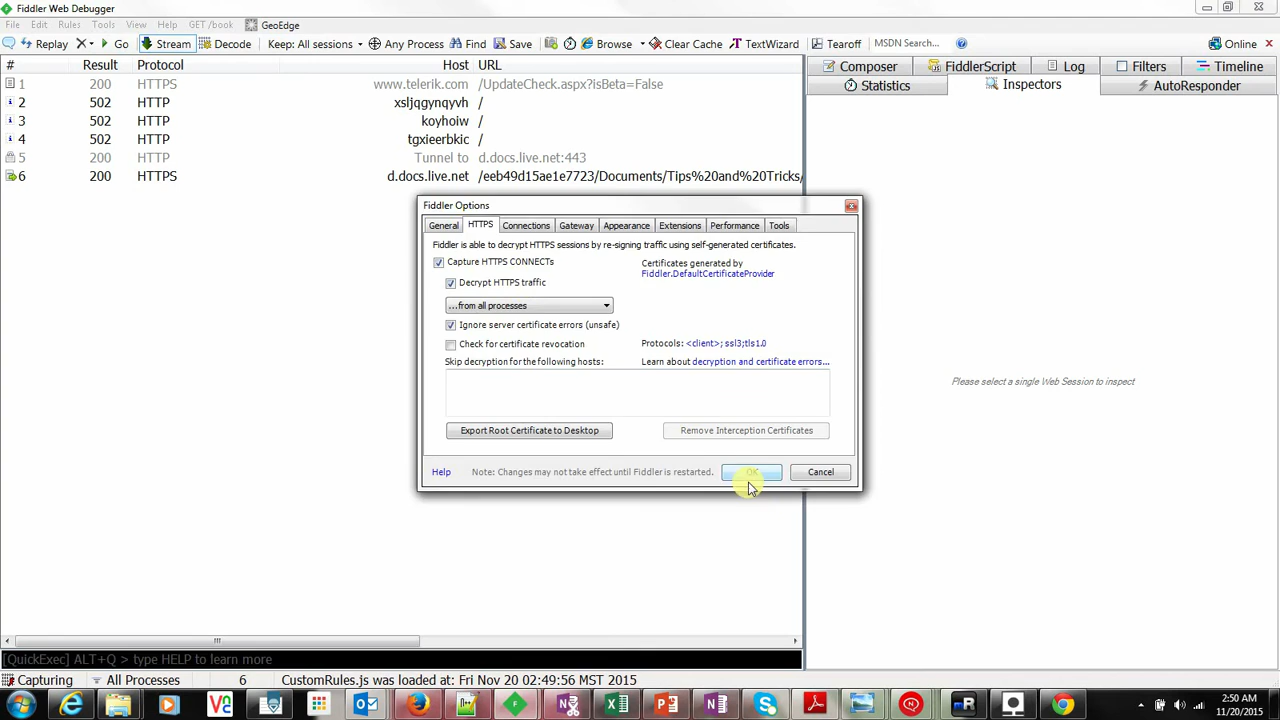 Fiddler Web Debugger
File Edit Rules Tools View Help GET /book GeoEdge
Replay Go Stream Decode Keep: All sessions Any Process Find Save Browse Clear Cache TextWizard Tearoff MSDN Search... Online
# Result Protocol Host URL
1 200 HTTPS www.telerik.com /UpdateCheck.aspx?isBeta=False
2 502 HTTP xsljqgynqyvh /
3 502 HTTP koyhoiw /
4 502 HTTP tgxieerbkic /
5 200 HTTP Tunnel to d.docs.live.net:443
6 200 HTTPS d.docs.live.net /eeb49d15ae1e7723/Documents/Tips%20and%20Tricks/
Composer FiddlerScript Log Filters Timeline
Statistics Inspectors AutoResponder
Please select a single Web Session to inspect
Fiddler Options
General HTTPS Connections Gateway Appearance Extensions Performance Tools
Fiddler is able to decrypt HTTPS sessions by re-signing traffic using self-generated certificates.
Capture HTTPS CONNECTs
Certificates generated by
Fiddler.DefaultCertificateProvider
Decrypt HTTPS traffic
...from all processes
Ignore server certificate errors (unsafe)
Check for certificate revocation
Protocols: <client>; ssl3;tls1.0
Skip decryption for the following hosts:
Learn about decryption and certificate errors...
Export Root Certificate to Desktop
Remove Interception Certificates
Help Note: Changes may not take effect until Fiddler is restarted. OK Cancel
[QuickExec] ALT+Q > type HELP to learn more
Capturing All Processes 6 CustomRules.js was loaded at: Fri Nov 20 02:49:56 MST 2015
2:50 AM
11/20/2015